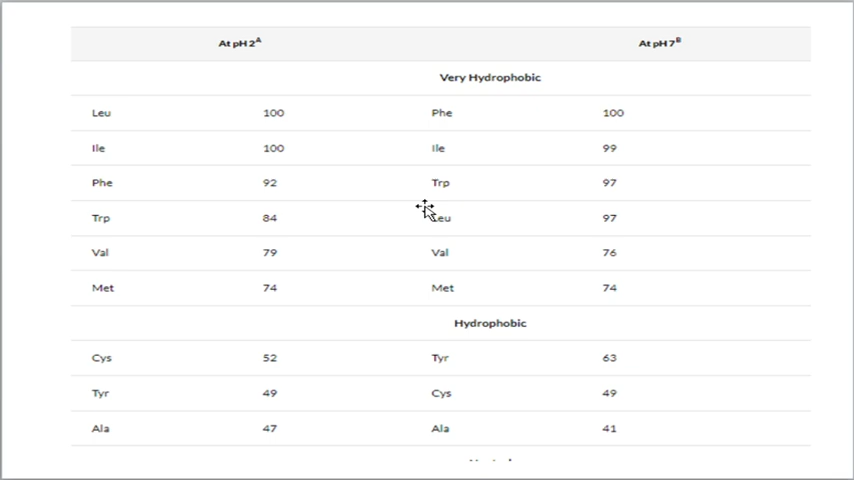 At pH 2A At pH 7B
Very Hydrophobic
Leu 100 Phe 100
Ile 100 Ile 99
Phe 92 Trp 97
Trp 84 Leu 97
Val 79 Val 76
Met 74 Met 74
Hydrophobic
Cys 52 Tyr 63
Tyr 49 Cys 49
Ala 47 Ala 41